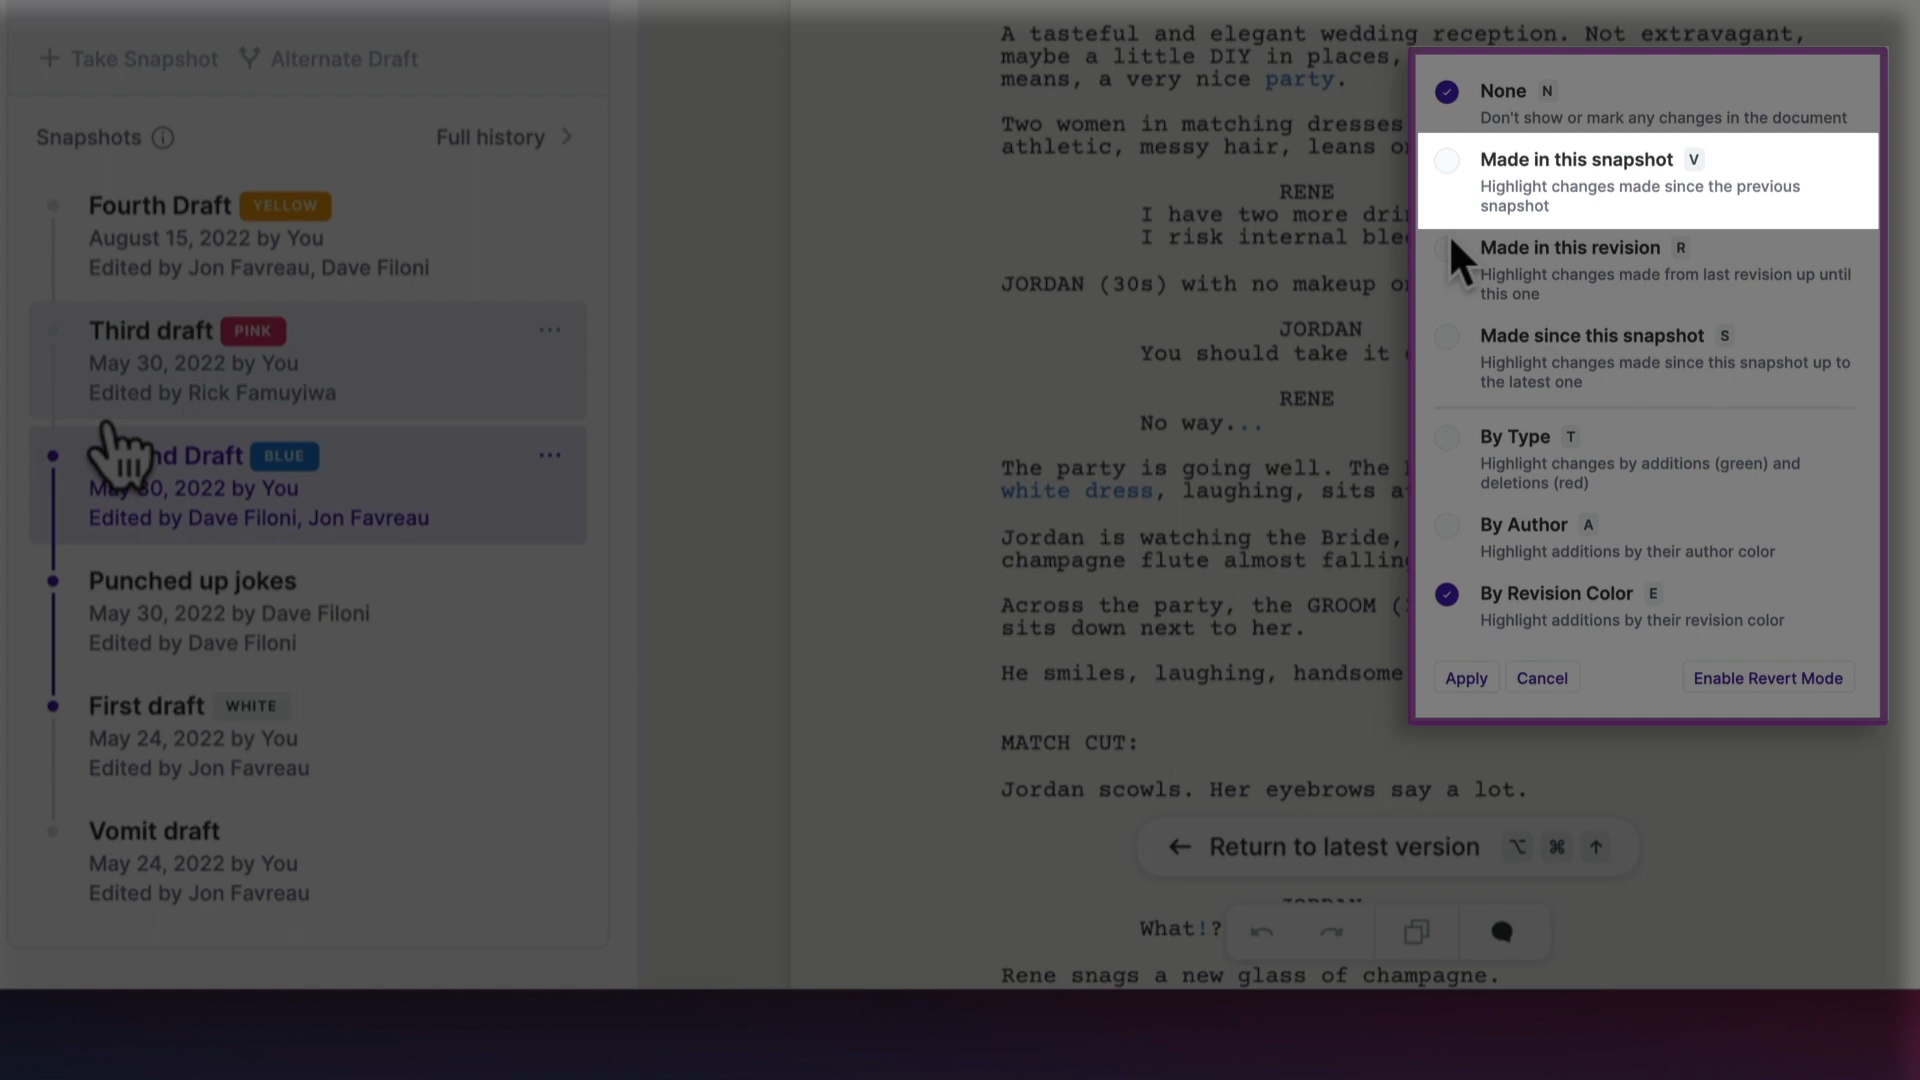 Take Snapshot
Alternate Draft
Snapshots
Full history
Fourth Draft YELLOW
August 15, 2022 by You
Edited by Jon Favreau, Dave Filoni
Third draft PINK
May 30, 2022 by You
Edited by Rick Famuyiwa
nd Draft BLUE
May 30, 2022 by You
Edited by Dave Filoni, Jon Favreau
Punched up jokes
May 30, 2022 by Dave Filoni
Edited by Dave Filoni
First draft WHITE
May 24, 2022 by You
Edited by Jon Favreau
Vomit draft
May 24, 2022 by You
Edited by Jon Favreau
A tasteful and elegant wedding reception. Not extravagant,
maybe a little DIY in places,
means, a very nice party.
Two women in matching dresses
athletic, messy hair, leans
RENE
I have two more
I risk internal
JORDAN (30s) with no makeup
JORDAN
You should take it
RENE
No way...
The party is going well. The
white dress, laughing, sits
Jordan is watching the Bride,
champagne flute almost
Across the party, the GROOM (
sits down next to her.
He smiles, laughing, handsome
MATCH CUT:
Jordan scowls. Her eyebrows say a lot.
Return to latest version ⌥ ⌘ ↑
What!?
Rene snags a new glass of champagne.
None N
Don't show or mark any changes in the document
Made in this snapshot V
Highlight changes made since the previous
snapshot
Made in this revision R
Highlight changes made from last revision up until
this one
Made since this snapshot S
Highlight changes made since this snapshot up to
the latest one
By Type T
Highlight changes by additions (green) and
deletions (red)
By Author A
Highlight additions by their author color
By Revision Color E
Highlight additions by their revision color
Apply
Cancel
Enable Revert Mode